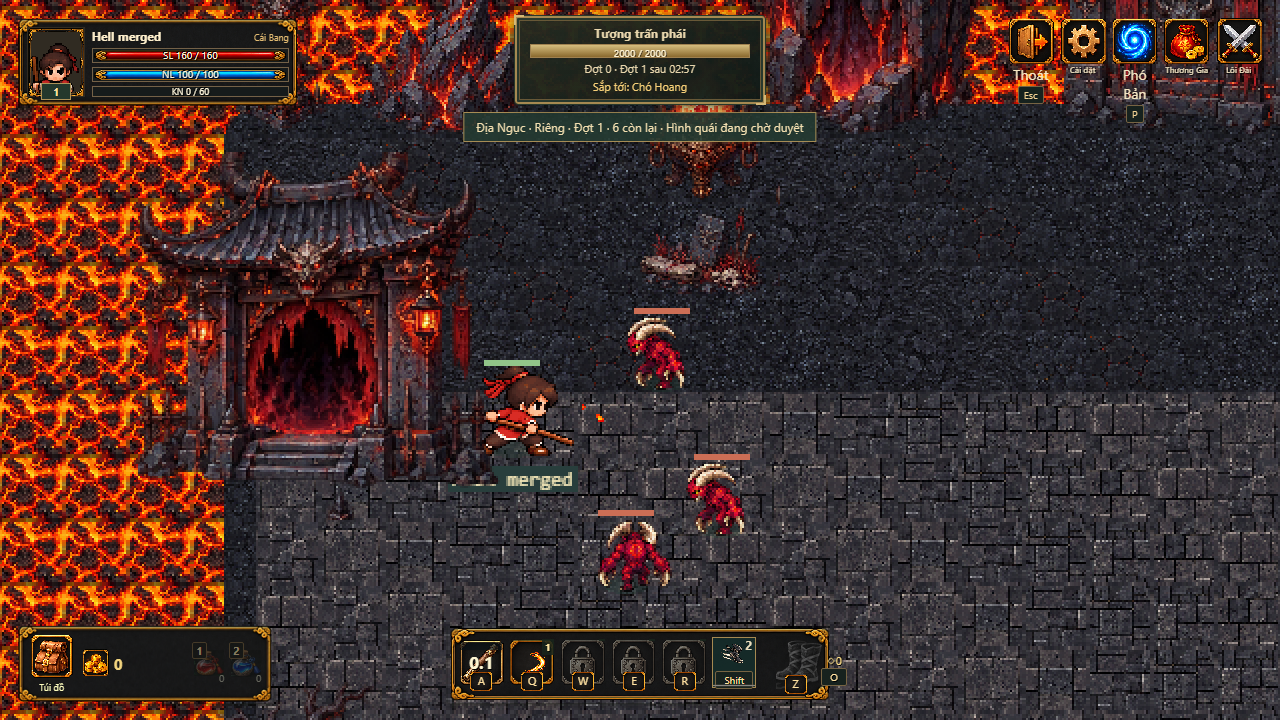 Hell merged
Cái Bang
SL 160 / 160
NL 100 / 100
1
KN 0 / 60
Tượng trấn phái
2000 / 2000
Đợt 0 · Đợt 1 sau 02:57
Sắp tới: Chó Hoang
Địa Ngục · Riêng · Đợt 1 · 6 còn lại · Hình quái đang chờ duyệt
Thoát
Esc
Cài đặt
Phó
Bản
P
Thương Gia
Lôi Đài
merged
Túi đồ
0
1
0
2
0
0.1
A
1
Q
W
E
R
2
Shift
Z
0
O